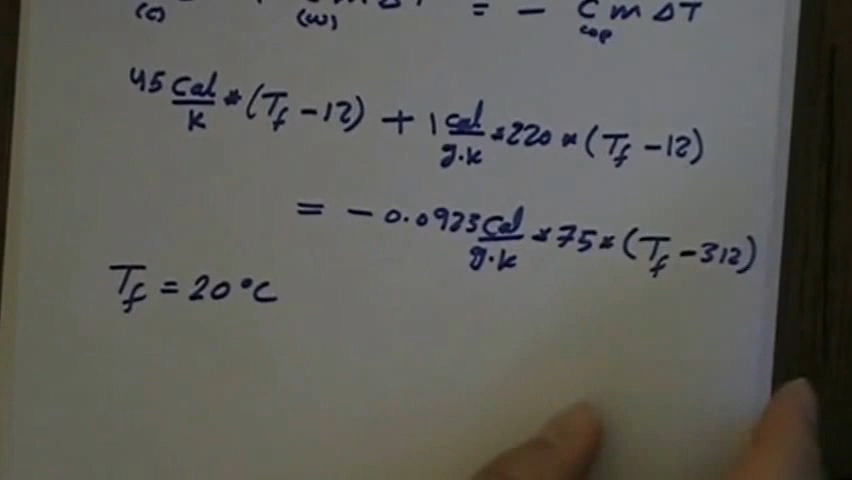 (c) (w) = - C m ΔT
cop
45 Cal/K * (Tf - 12) + 1 Cal/g.K * 220 * (Tf - 12)
= - 0.0923 Cal/g.K * 75 * (Tf - 312)
Tf = 20°C